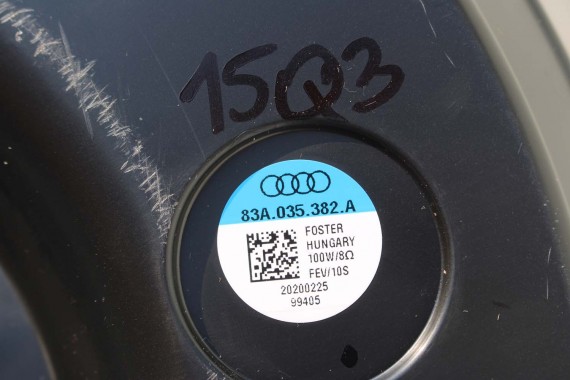 15Q3
83A.035.382.A
FOSTER
HUNGARY
100W/8Ω
FEV/10S
20200225
99405